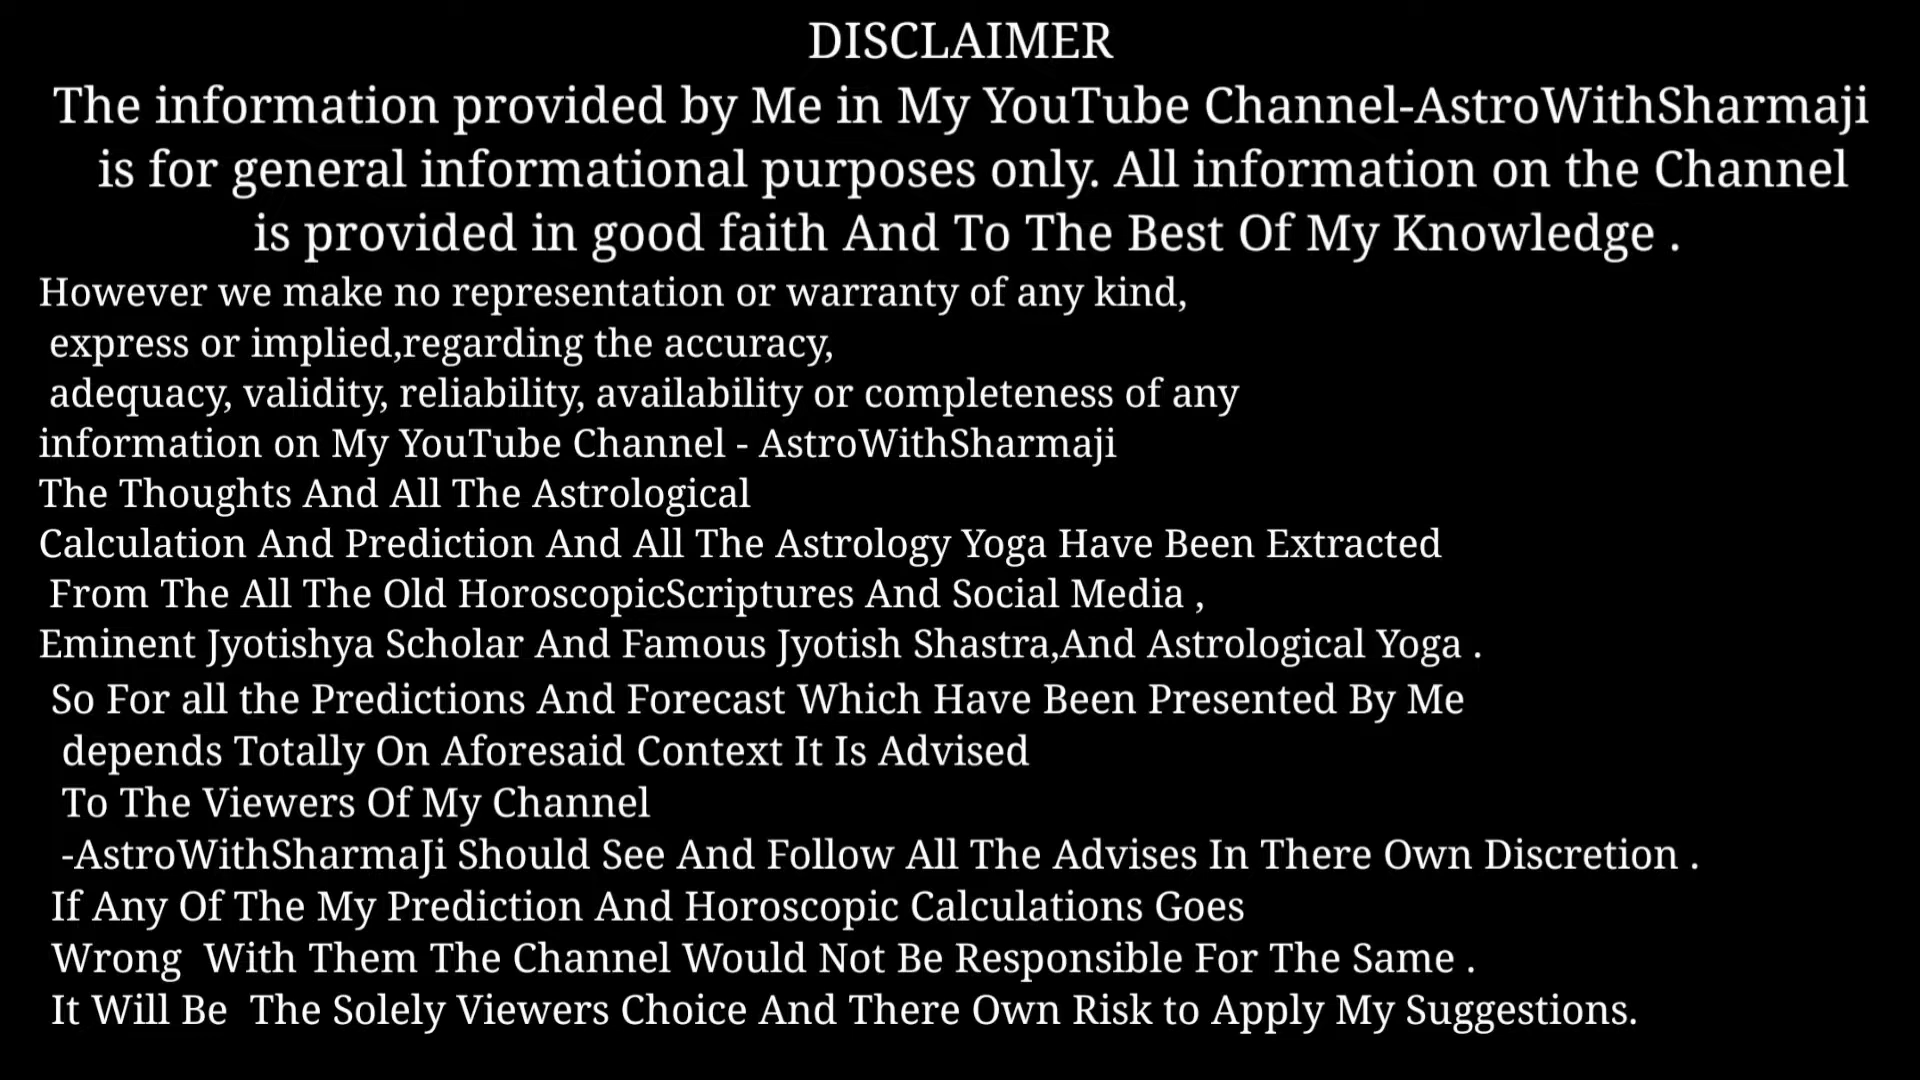 DISCLAIMER
The information provided by Me in My YouTube Channel-AstroWithSharmaji
is for general informational purposes only. All information on the Channel
is provided in good faith And To The Best Of My Knowledge .
However we make no representation or warranty of any kind,
express or implied,regarding the accuracy,
adequacy, validity, reliability, availability or completeness of any
information on My YouTube Channel - AstroWithSharmaji
The Thoughts And All The Astrological
Calculation And Prediction And All The Astrology Yoga Have Been Extracted
From The All The Old HoroscopicScriptures And Social Media ,
Eminent Jyotishya Scholar And Famous Jyotish Shastra,And Astrological Yoga .
So For all the Predictions And Forecast Which Have Been Presented By Me
depends Totally On Aforesaid Context It Is Advised
To The Viewers Of My Channel
-AstroWithSharmaJi Should See And Follow All The Advises In There Own Discretion .
If Any Of The My Prediction And Horoscopic Calculations Goes
Wrong  With Them The Channel Would Not Be Responsible For The Same .
It Will Be  The Solely Viewers Choice And There Own Risk to Apply My Suggestions.